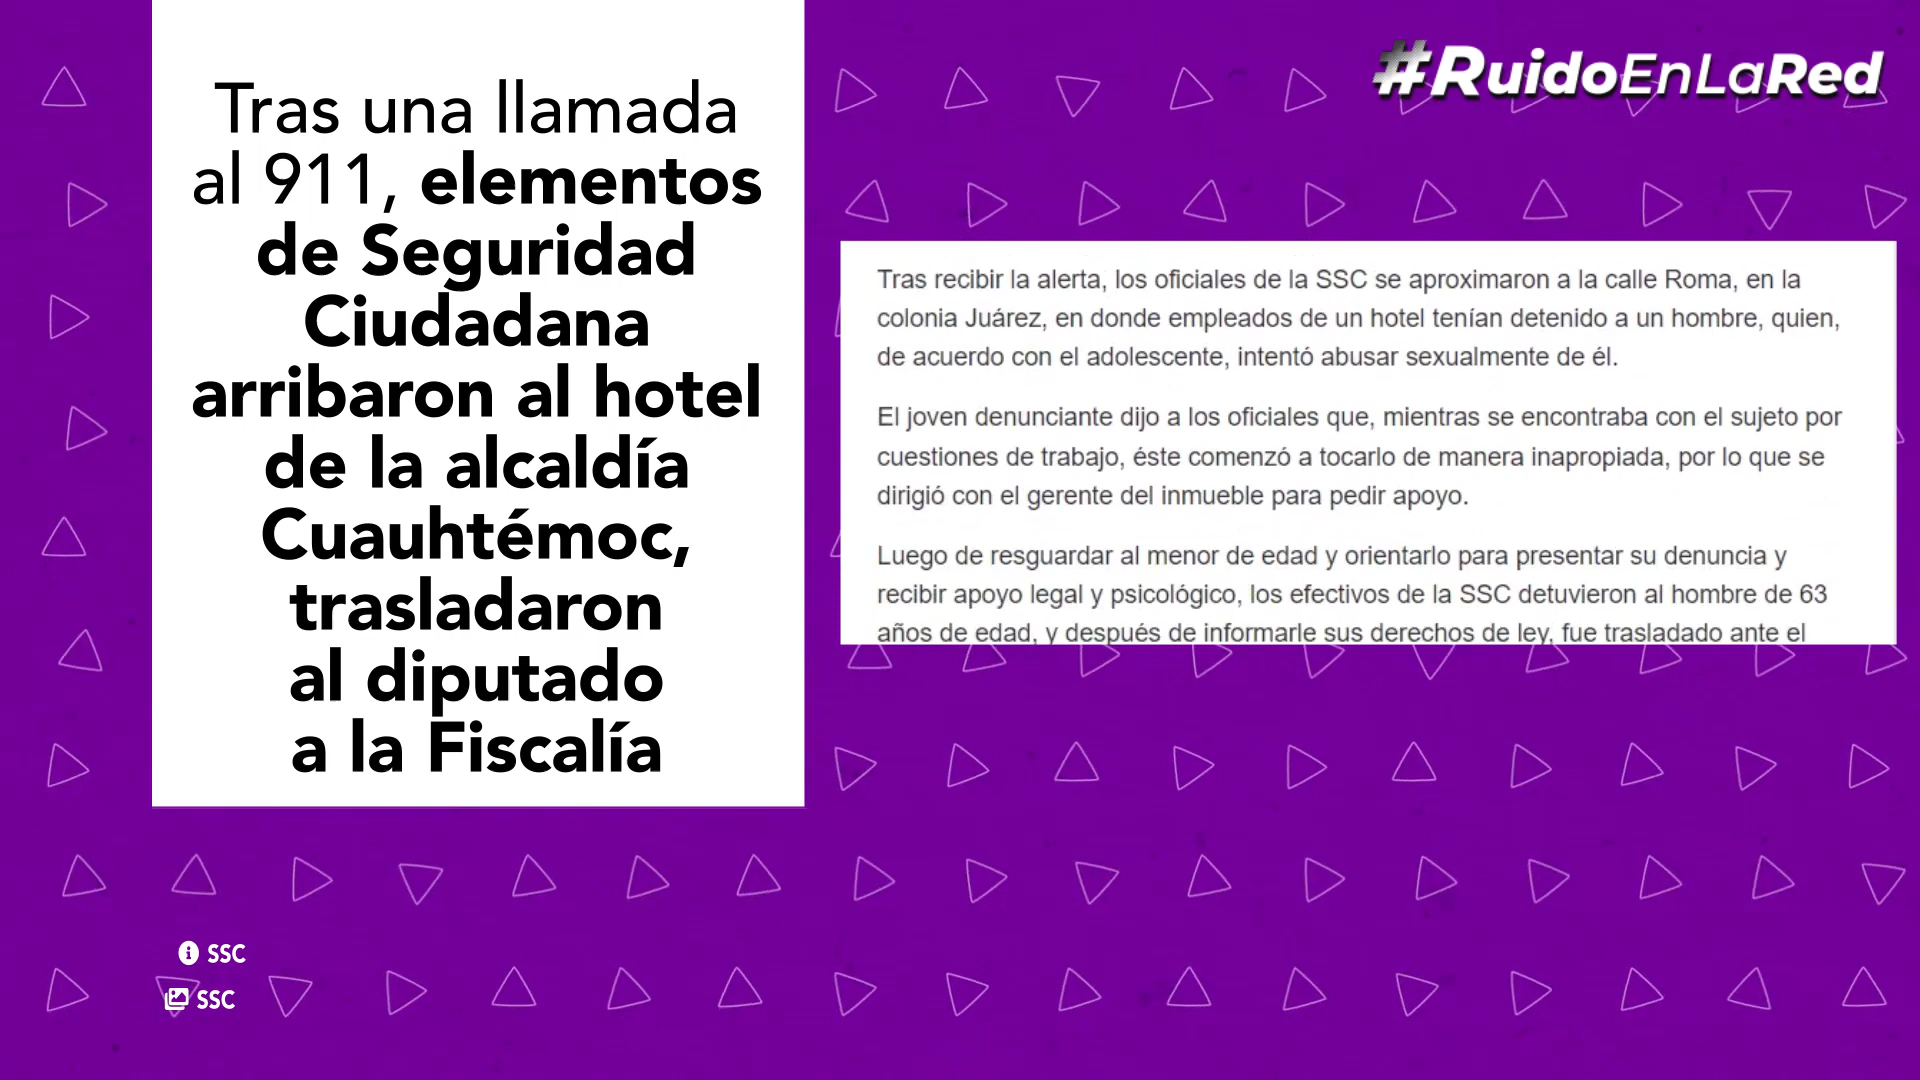 #RuidoEnLaRed
Tras una llamada
al 911, elementos
de Seguridad
Ciudadana
arribaron al hotel
de la alcaldía
Cuauhtémoc,
trasladaron
al diputado
a la Fiscalía
Tras recibir la alerta, los oficiales de la SSC se aproximaron a la calle Roma, en la
colonia Juárez, en donde empleados de un hotel tenían detenido a un hombre, quien,
de acuerdo con el adolescente, intentó abusar sexualmente de él.
El joven denunciante dijo a los oficiales que, mientras se encontraba con el sujeto por
cuestiones de trabajo, éste comenzó a tocarlo de manera inapropiada, por lo que se
dirigió con el gerente del inmueble para pedir apoyo.
Luego de resguardar al menor de edad y orientarlo para presentar su denuncia y
recibir apoyo legal y psicológico, los efectivos de la SSC detuvieron al hombre de 63
años de edad, y después de informarle sus derechos de ley, fue trasladado ante el
SSC
SSC